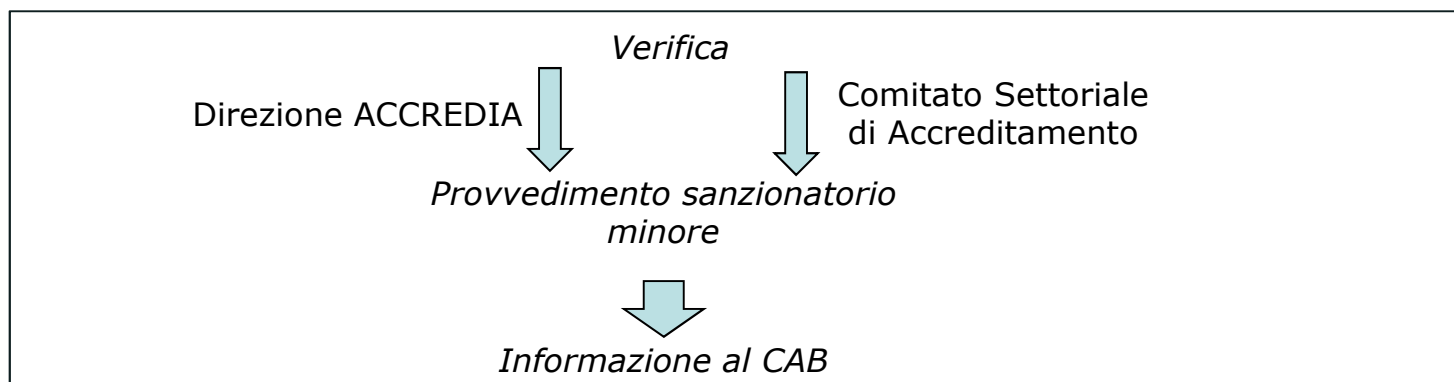 Verifica
Direzione ACCREDIA
Comitato Settoriale
di Accreditamento
Provvedimento sanzionatorio
minore
Informazione al CAB